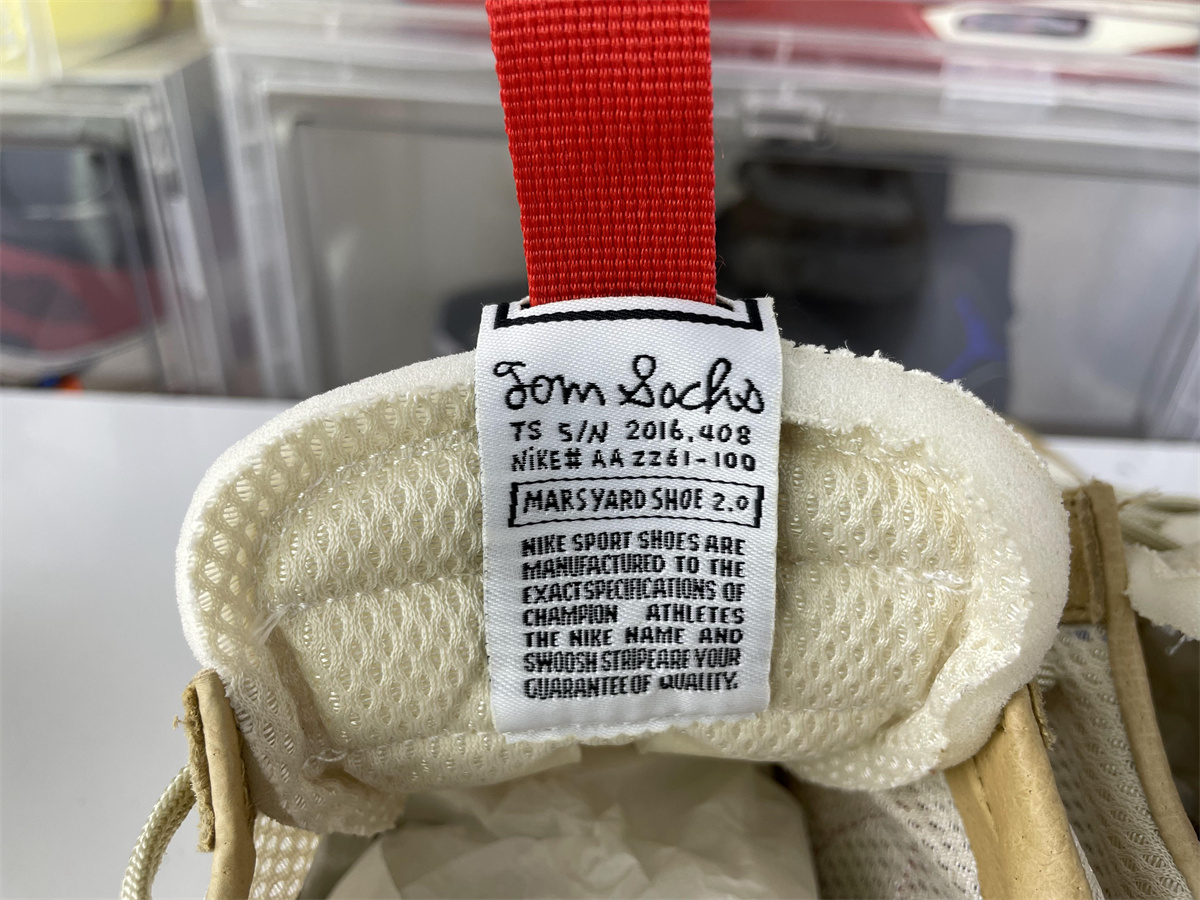 Tom Sachs
TS S/N 2016.408
NiKE# AA2261-100
MARS YARD SHOE 2.0
NIKE SPORT SHOES ARE
MANUFACTURED TO THE
EXACT SPECIFICATIONS OF
CHAMPION ATHLETES
THE NIKE NAME AND
SWOOSH STRIPE ARE YOUR
GUARANTEE OF QUALITY.